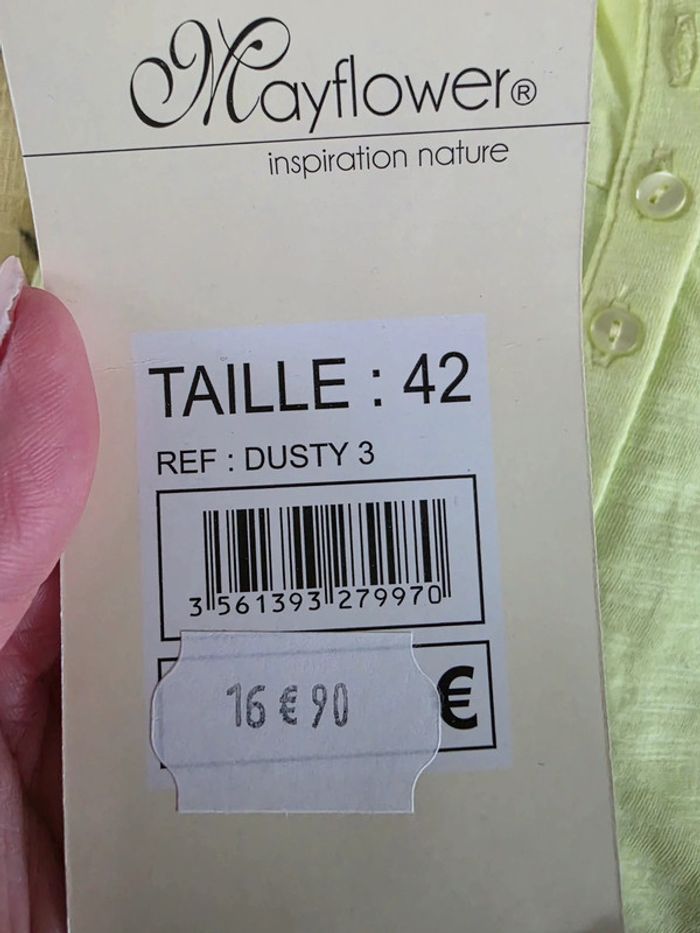 Mayflower®
inspiration nature
TAILLE : 42
REF : DUSTY 3
3 561393 279970
16 € 90
€